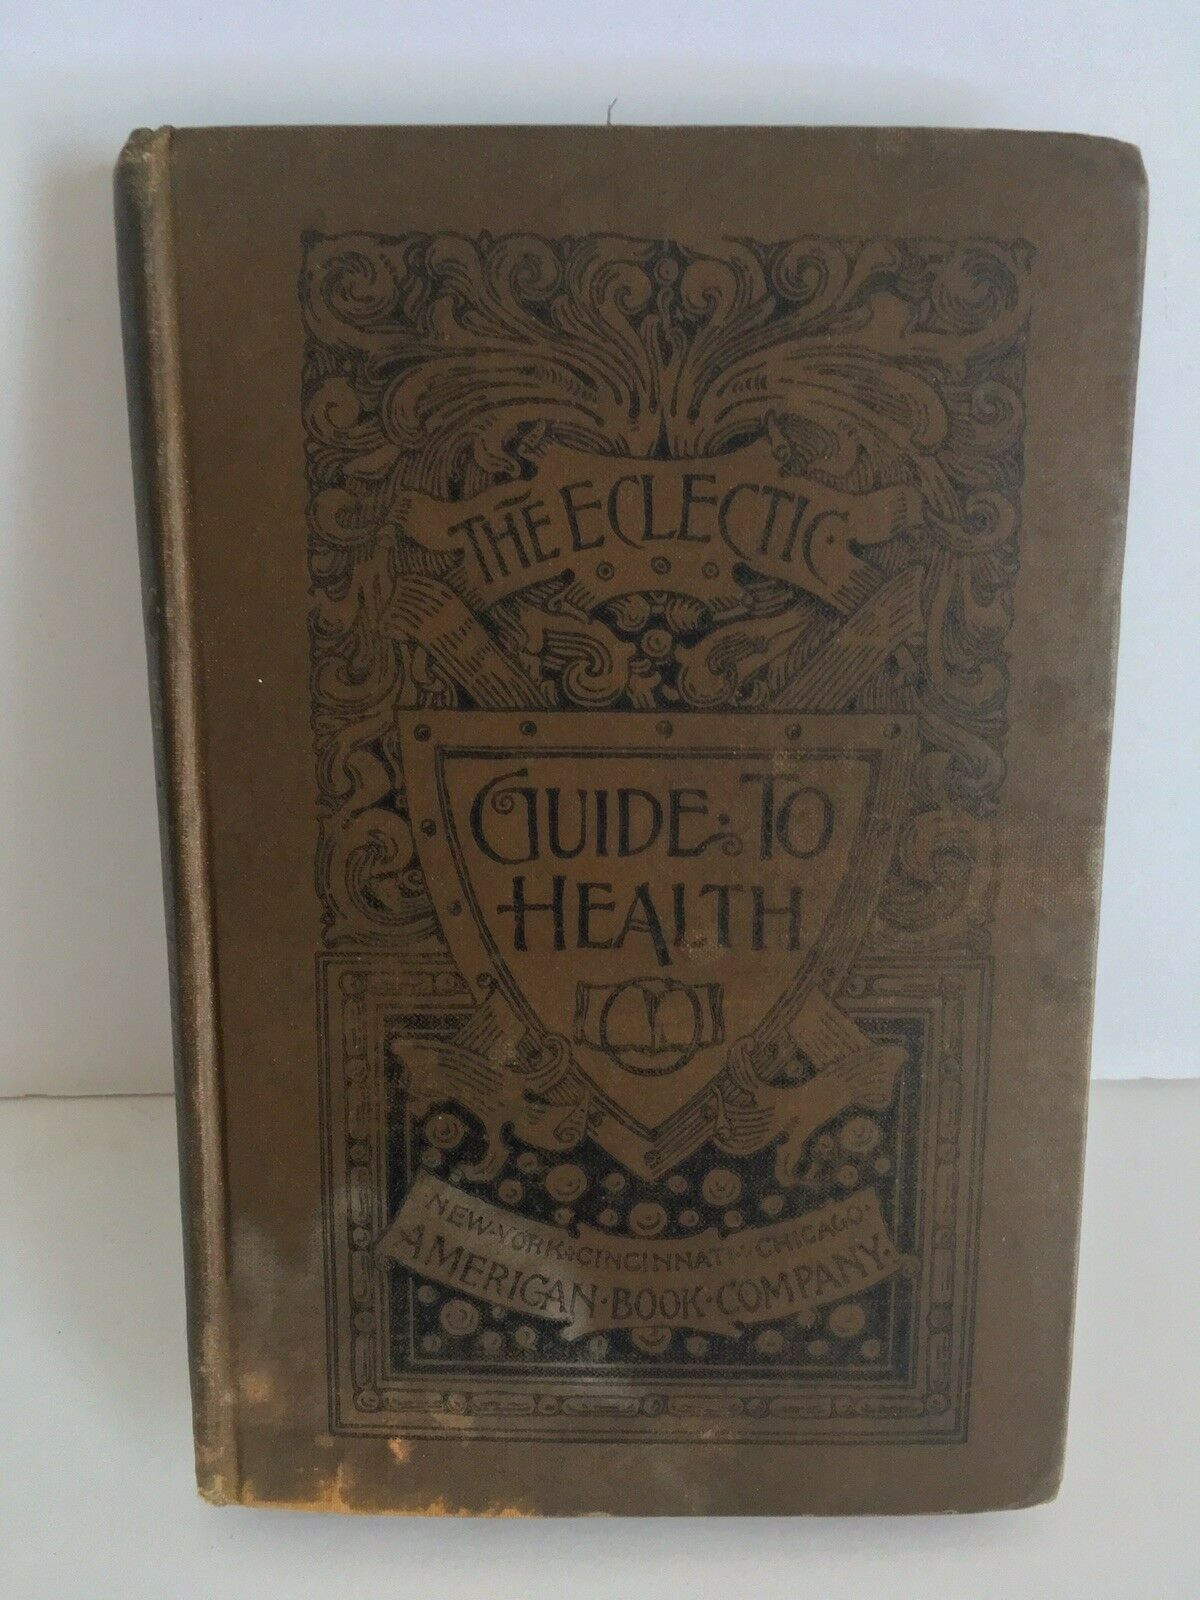 THE ECLECTIC
GUIDE TO
HEALTH
NEW YORK CINCINNATI CHICAGO
AMERICAN BOOK COMPANY